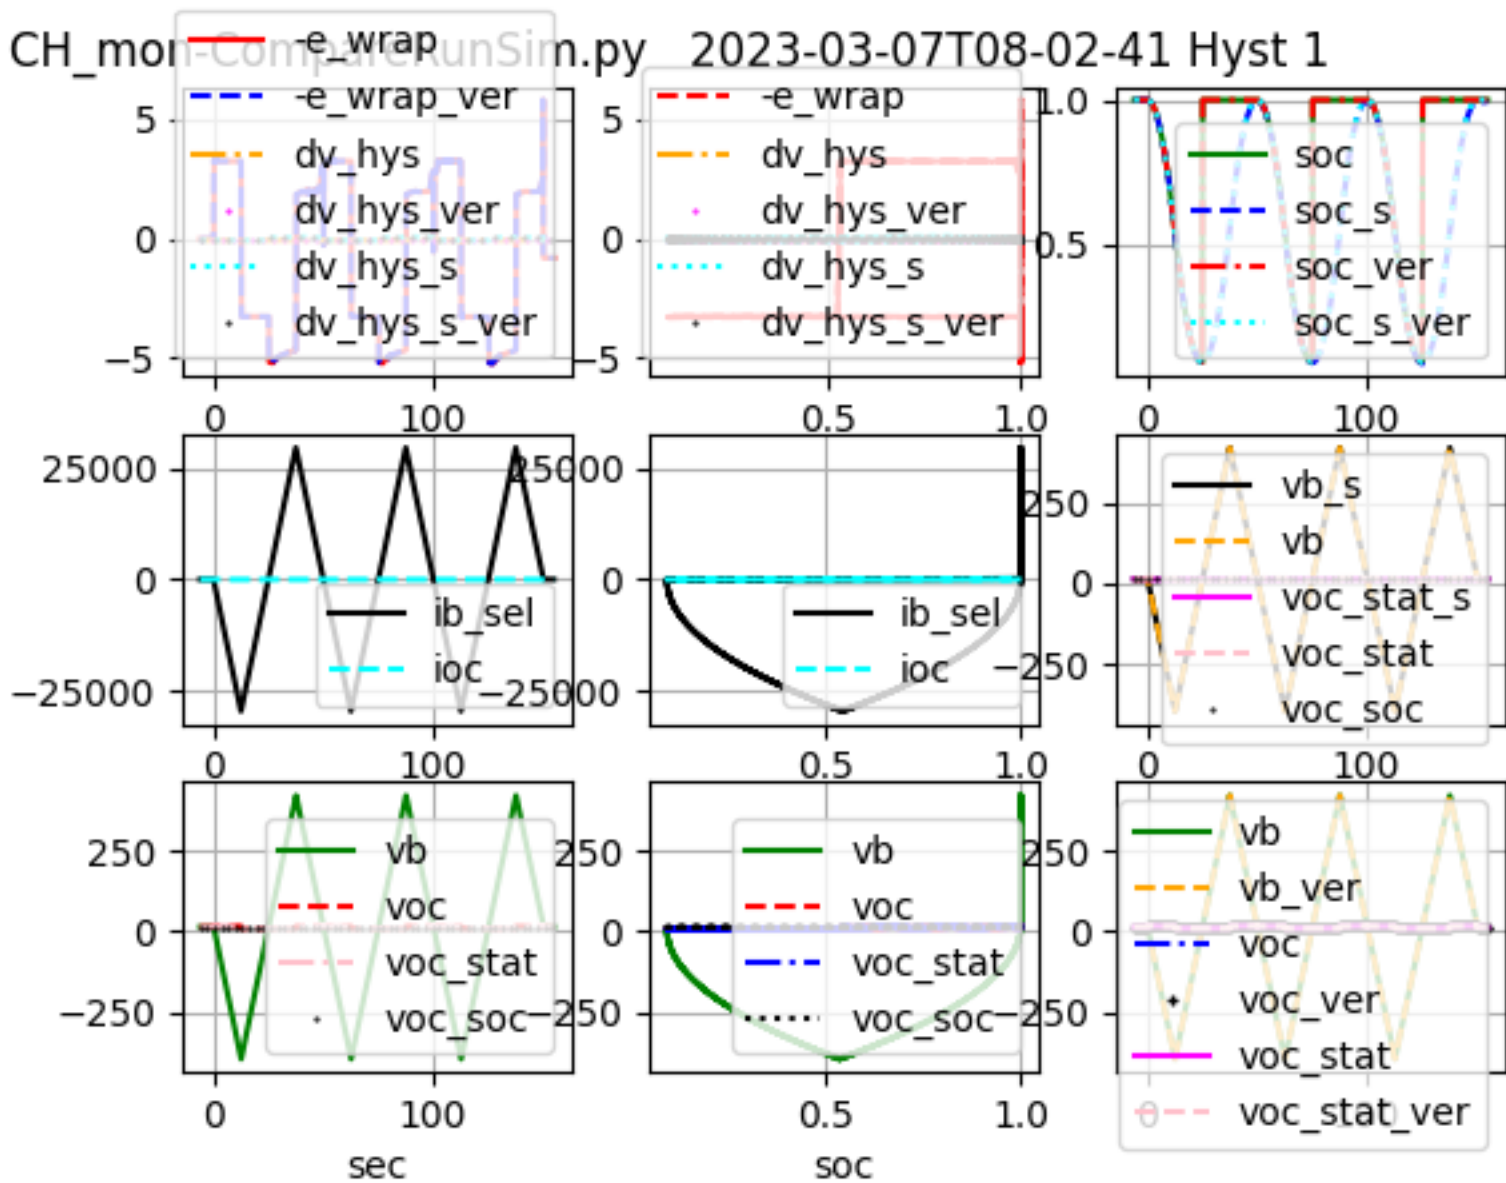 CH_mon-CompareRunSim.py 2023-03-07T08-02-41 Hyst 1
-e_wrap
-e_wrap_ver
dv_hys
dv_hys_ver
dv_hys_s
dv_hys_s_ver
5
0
−5
0
100
-e_wrap
dv_hys
dv_hys_ver
dv_hys_s
dv_hys_s_ver
5
0
−5
0.5
1.0
soc
soc_s
soc_ver
soc_s_ver
1.0
0.5
0
100
ib_sel
ioc
25000
0
−25000
0
100
ib_sel
ioc
25000
0
−25000
0.5
1.0
vb_s
vb
voc_stat_s
voc_stat
voc_soc
250
0
−250
0
100
vb
voc
voc_stat
voc_soc
250
0
−250
0
100
sec
vb
voc
voc_stat
voc_soc
250
0
−250
0.5
1.0
soc
vb
vb_ver
voc
voc_ver
voc_stat
voc_stat_ver
250
0
−250
0